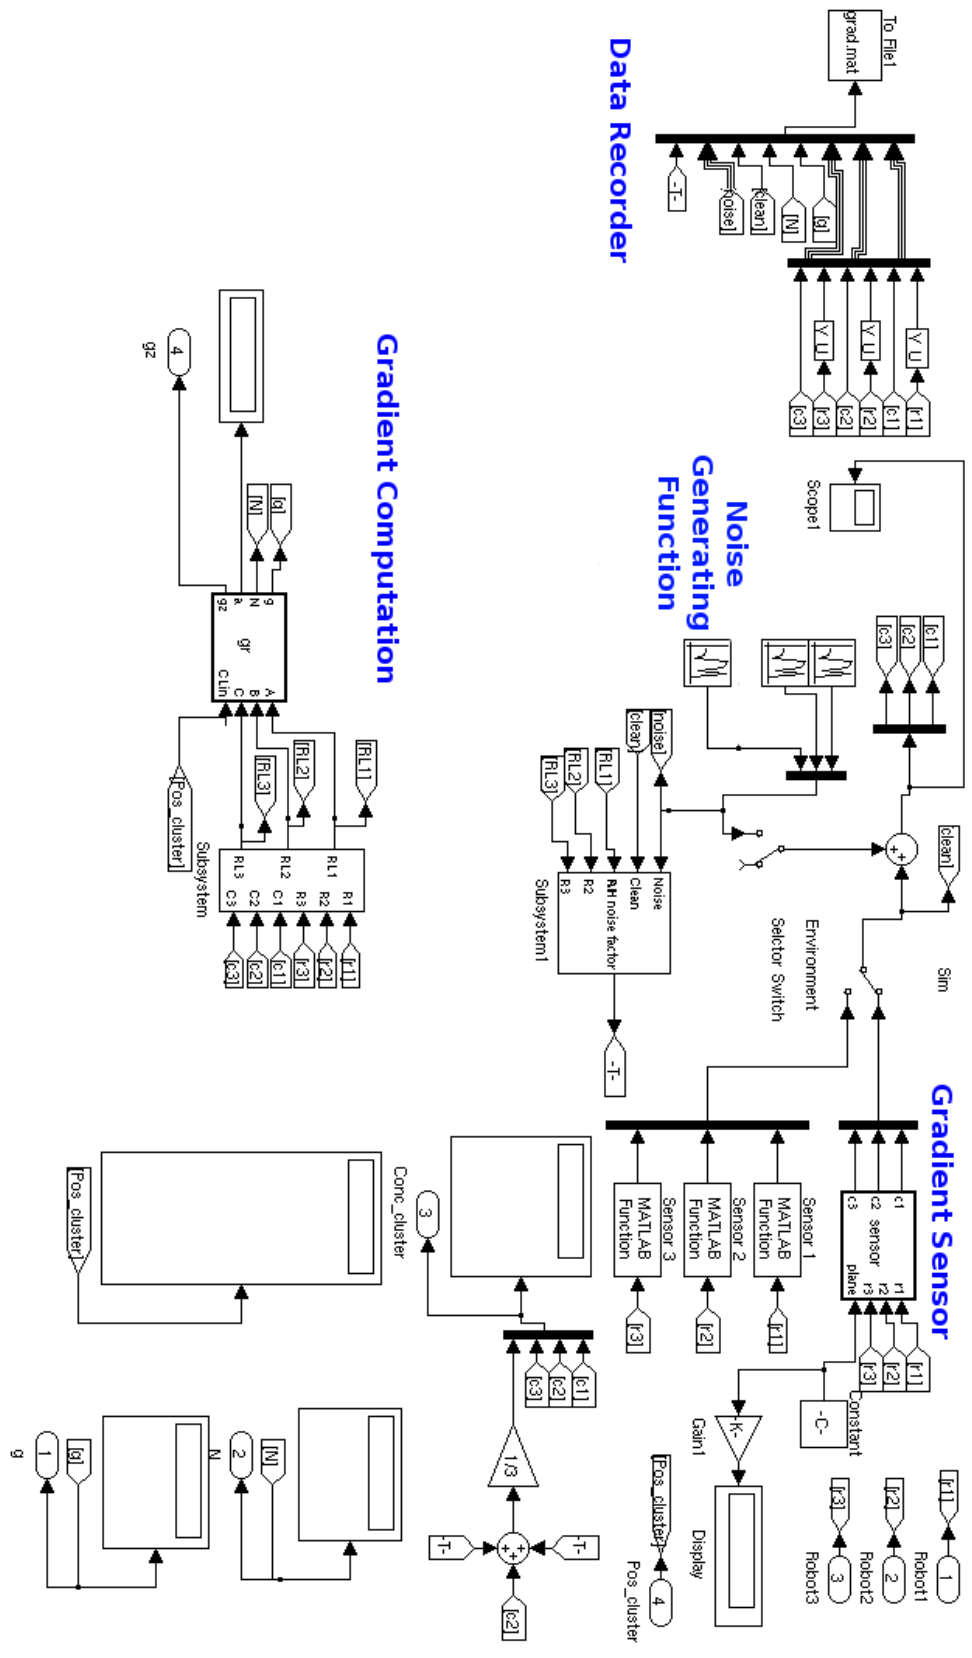 Gradient Sensor
Sim
[r1]
1
Robot1
[clean]
[c1]
[c2]
[c3]
[r1]
[r2]
[r3]
[c1]
[c2]
[c3]
Y U
Y U
Y U
[r1]
[c1]
[r2]
[c2]
[r3]
[c3]
To File1
grad.mat
c1
c2
c3
sensor
r1
r2
r3
plane
Constant
-C-
[r2]
2
Robot2
[r3]
3
Robot3
Scope1
[g]
[N]
[clean]
[noise]
-T-
Data Recorder
Environment
Selctor Switch
Noise
Generating
Function
Sensor 1
MATLAB
Function
[r1]
Sensor 2
MATLAB
Function
[r2]
Sensor 3
MATLAB
Function
[r3]
-K-
Gain1
Display
[Pos_cluster]
4
Pos_cluster
[noise]
[clean]
[RL1]
[RL2]
[RL3]
Noise
Clean
R1
R2
R3
RH noise factor
Subsystem1
-T-
[c1]
[c2]
[c3]
1/3
-T-
-T-
[c2]
3
Conc_cluster
Gradient Computation
[RL1]
[RL2]
[RL3]
RL1
RL2
RL3
R1
R2
R3
C1
C2
C3
Subsystem
[r1]
[r2]
[r3]
[c1]
[c2]
[c3]
[g]
[N]
g
N
a
gz
gr
A
B
C
CLin
[Pos_cluster]
4
gz
[Pos_cluster]
[N]
2
N
[g]
1
g